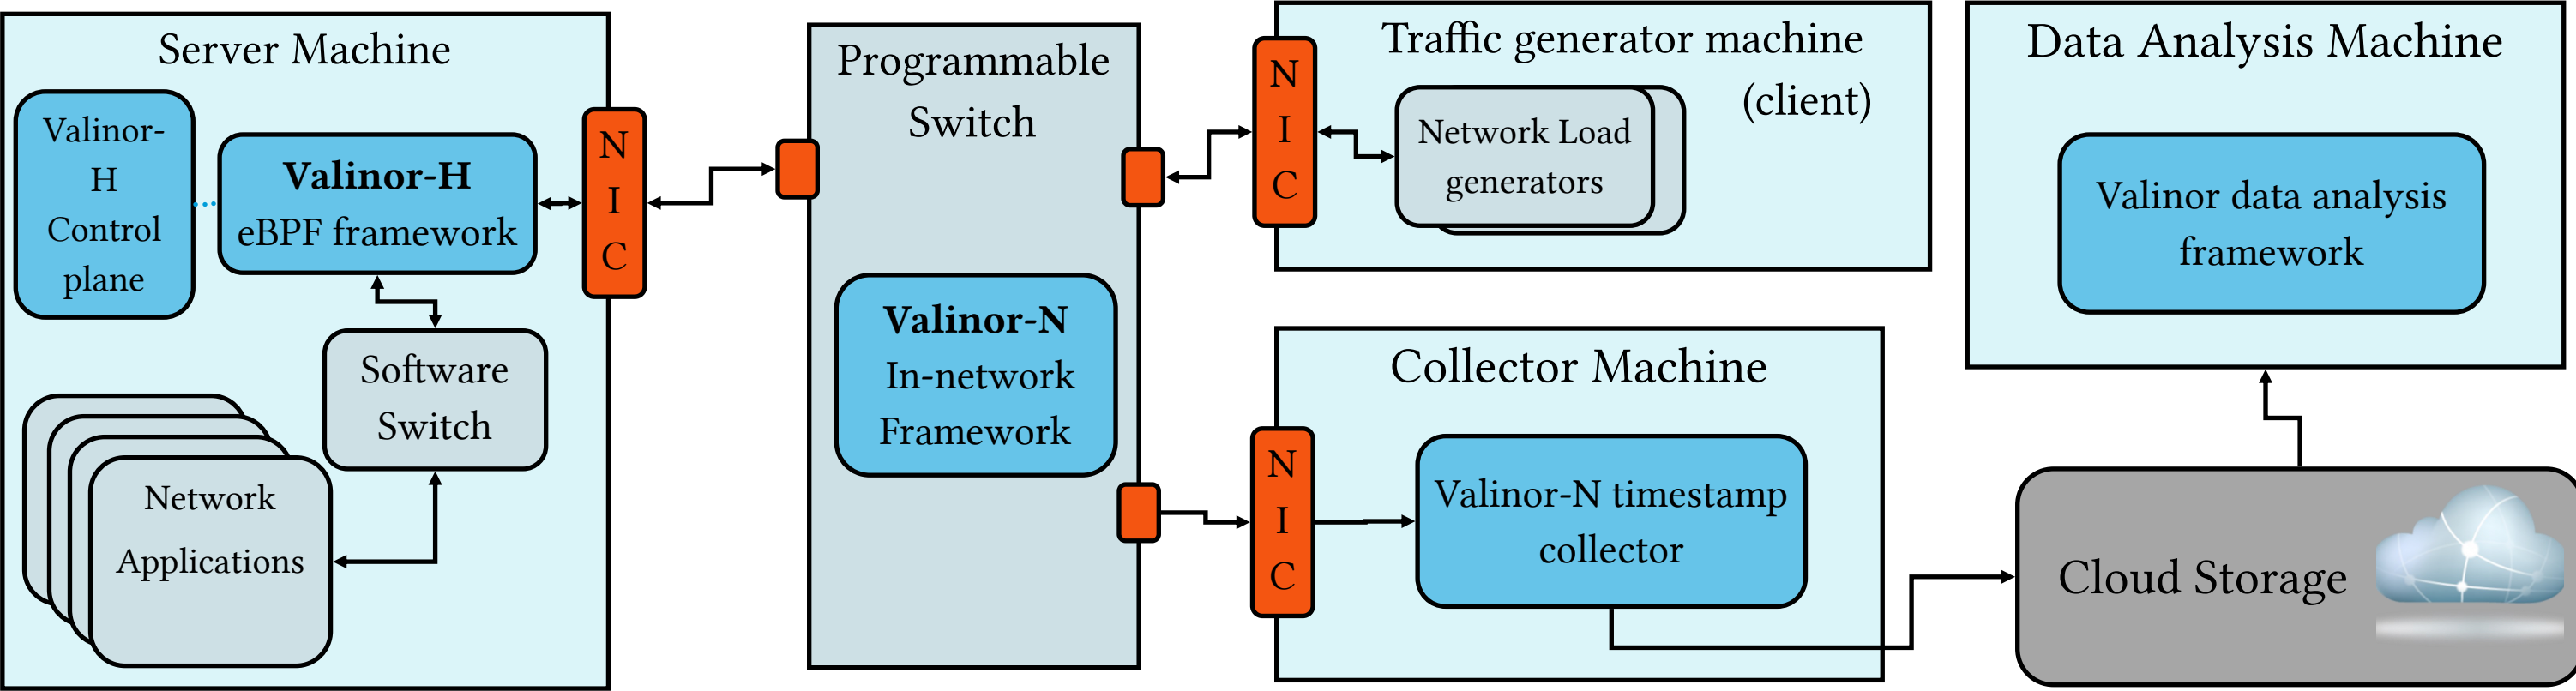 Server Machine
Valinor-
H
Control
plane
Valinor-H
eBPF framework
N
I
C
Software
Switch
Network
Applications
Programmable
Switch
Valinor-N
In-network
Framework
Traffic generator machine
(client)
N
I
C
Network Load
generators
Collector Machine
N
I
C
Valinor-N timestamp
collector
Data Analysis Machine
Valinor data analysis
framework
Cloud Storage